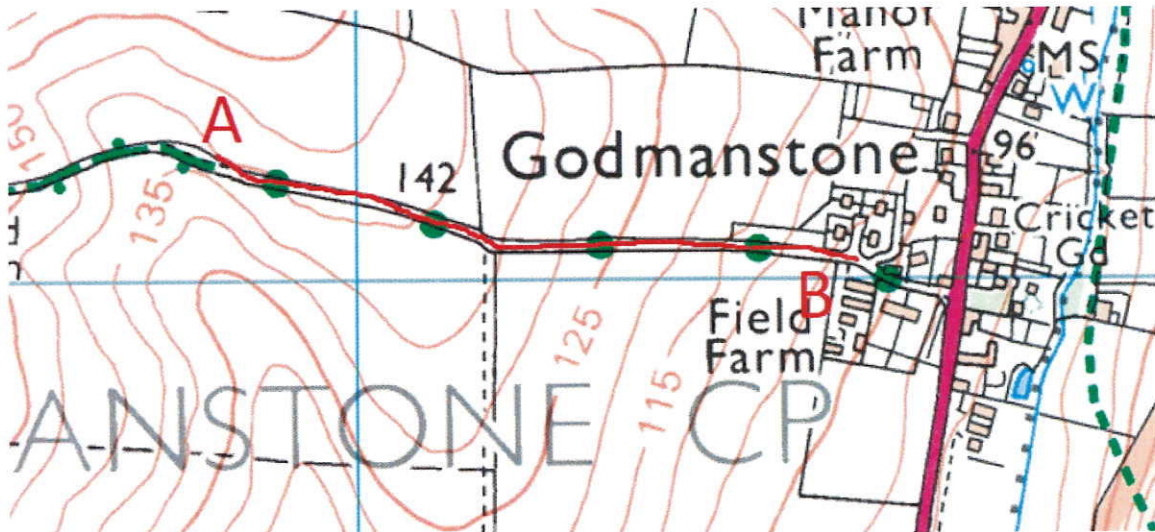 Manor
Farm
MS
W
A
150
142
Godmanstone
96
135
Cricket
Gd
B
Field
Farm
125
115
ANSTONE CP